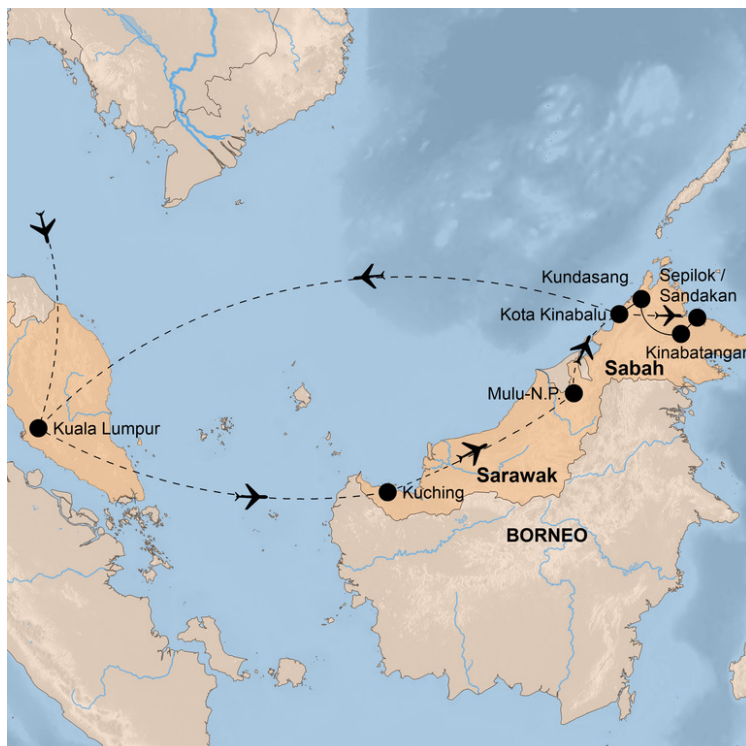 Kundasang
Sepilok /
Sandakan
Kota Kinabalu
Kinabatangan
Sabah
Mulu-N.P.
Kuala Lumpur
Sarawak
Kuching
BORNEO